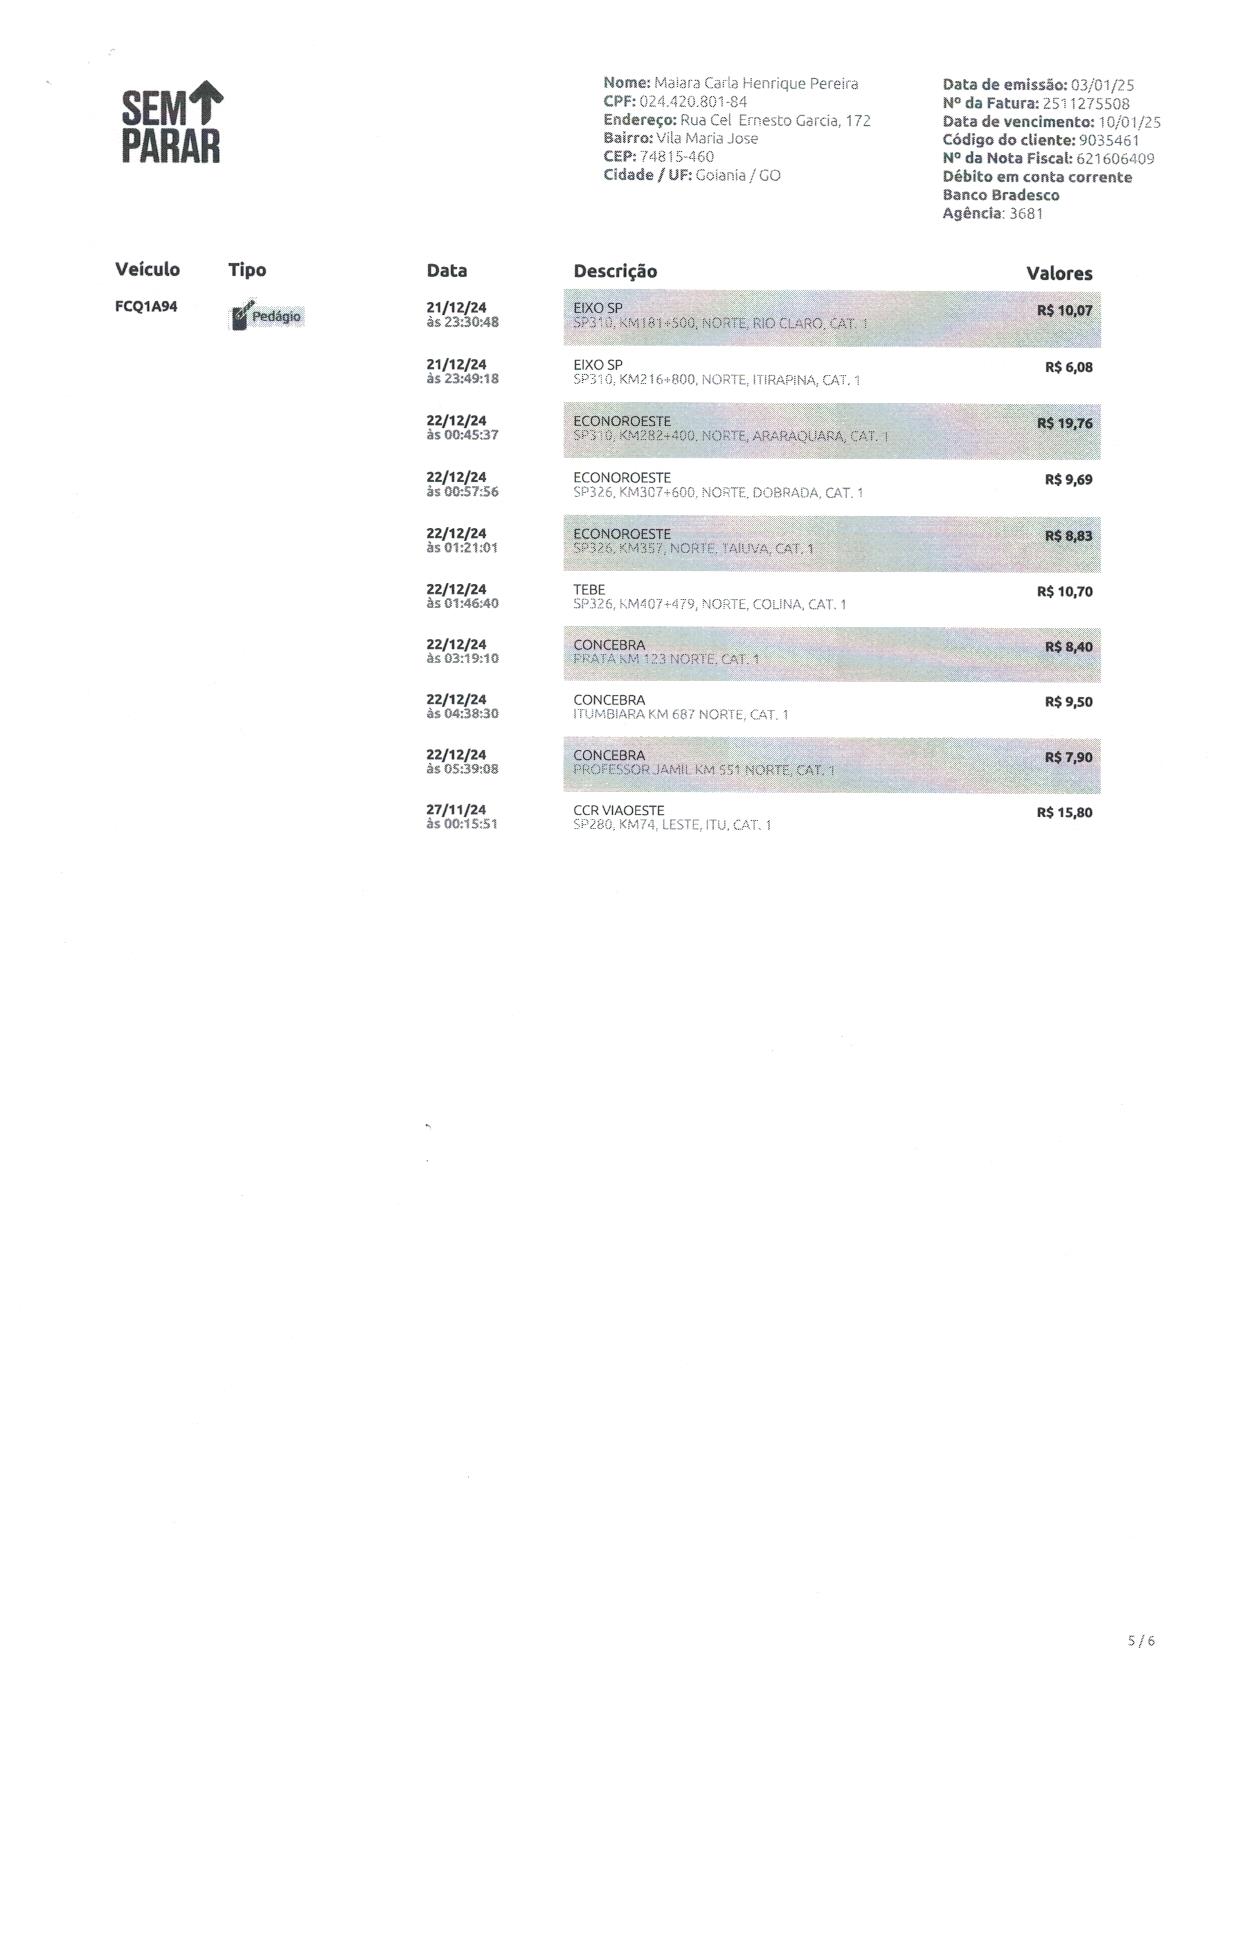 SEM
PARAR
Nome: Maiara Carla Henrique Pereira
CPF: 024.420.801-84
Endereço: Rua Cel Ernesto Garcia, 172
Bairro: Vila Maria Jose
CEP: 74815-460
Cidade / UF: Goiania / GO
Data de emissão: 03/01/25
Nº da Fatura: 2511275508
Data de vencimento: 10/01/25
Código do cliente: 9035461
Nº da Nota Fiscal: 621606409
Débito em conta corrente
Banco Bradesco
Agência: 3681
Veículo Tipo Data Descrição Valores
FCQ1A94 Pedágio 21/12/24 EIXO SP R$ 10,07
às 23:30:48 SP310, KM181+500, NORTE, RIO CLARO, CAT. 1
21/12/24 EIXO SP R$ 6,08
às 23:49:18 SP310, KM216+800, NORTE, ITIRAPINA, CAT. 1
22/12/24 ECONOROESTE R$ 19,76
às 00:45:37 SP310, KM282+400, NORTE, ARARAQUARA, CAT. 1
22/12/24 ECONOROESTE R$ 9,69
às 00:57:56 SP326, KM307+600, NORTE, DOBRADA, CAT. 1
22/12/24 ECONOROESTE R$ 8,83
às 01:21:01 SP326, KM357, NORTE, TAIUVA, CAT. 1
22/12/24 TEBE R$ 10,70
às 01:46:40 SP326, KM407+479, NORTE, COLINA, CAT. 1
22/12/24 CONCEBRA R$ 8,40
às 03:19:10 PRATA KM 123 NORTE, CAT. 1
22/12/24 CONCEBRA R$ 9,50
às 04:38:30 ITUMBIARA KM 687 NORTE, CAT. 1
22/12/24 CONCEBRA R$ 7,90
às 05:39:08 PROFESSOR JAMIL KM 551 NORTE, CAT. 1
27/11/24 CCR VIAOESTE R$ 15,80
às 00:15:51 SP280, KM74, LESTE, ITU, CAT. 1
5 / 6